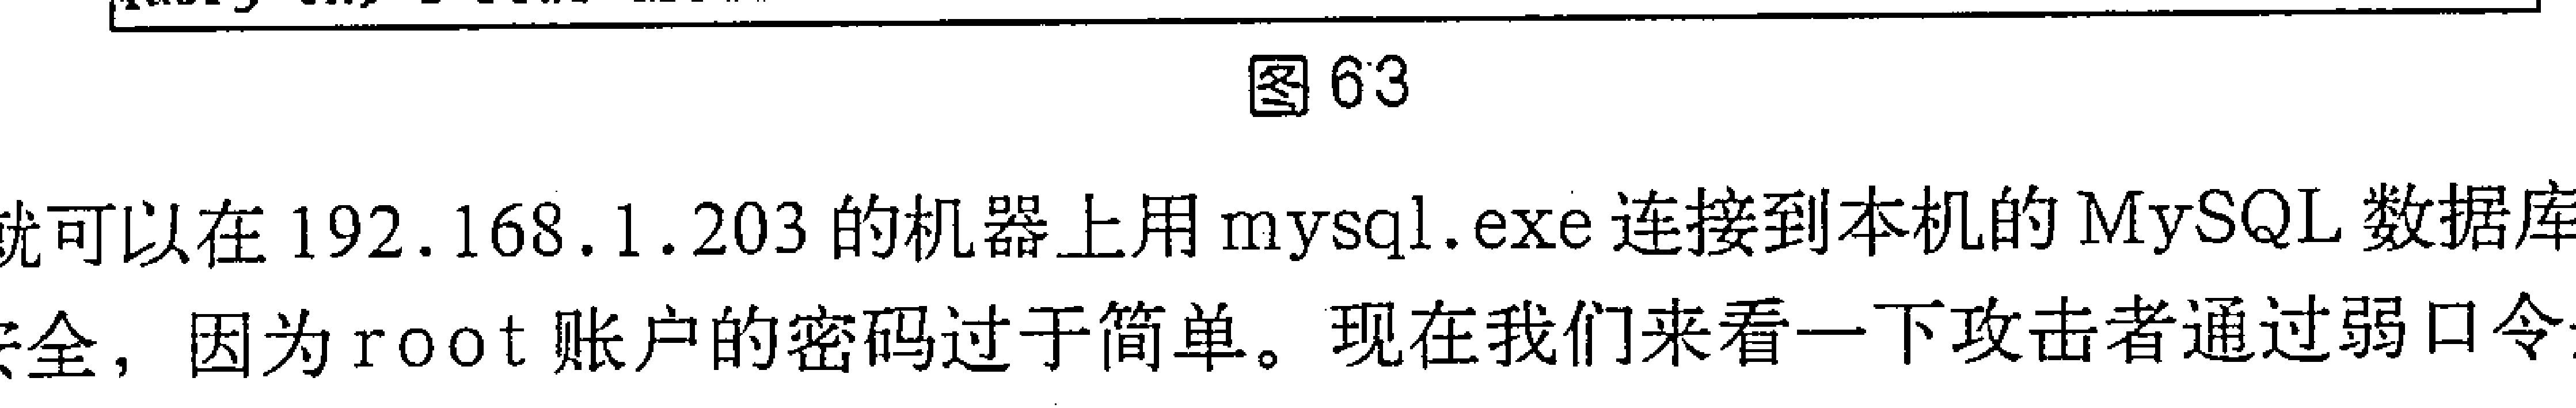 图63
就可以在192.168.1.203的机器上用mysql.exe连接到本机的MySQL数据库
安全，因为root账户的密码过于简单。现在我们来看一下攻击者通过弱口令